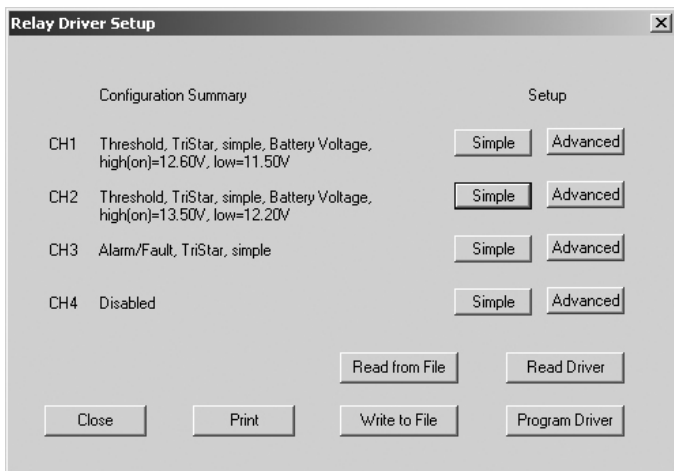 Relay Driver Setup
Configuration Summary Setup
CH1 Threshold, TriStar, simple, Battery Voltage, Simple Advanced
high(on)=12.60V, low=11.50V
CH2 Threshold, TriStar, simple, Battery Voltage, Simple Advanced
high(on)=13.50V, low=12.20V
CH3 Alarm/Fault, TriStar, simple Simple Advanced
CH4 Disabled Simple Advanced
Read from File Read Driver
Close Print Write to File Program Driver